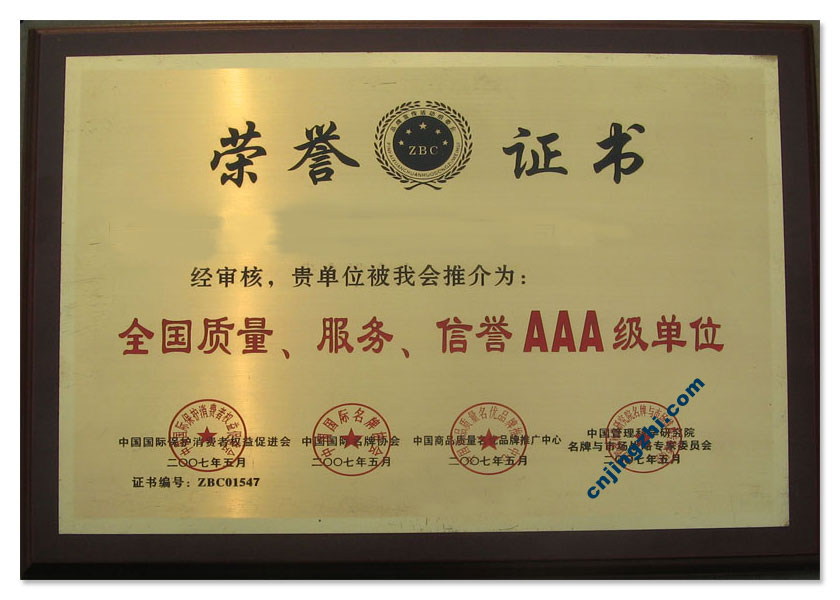 荣誉证书
ZBC
经审核，贵单位被我会推介为：
全国质量、服务、信誉AAA级单位
中国国际保护消费者权益促进会
二〇〇七年五月
中国国际名牌协会
二〇〇七年五月
中国商品质量名优品牌推广中心
二〇〇七年五月
中国管理科学研究院
名牌与市场战略专家委员会
二〇〇七年五月
证书编号：ZBC01547
cnjingzhi.com